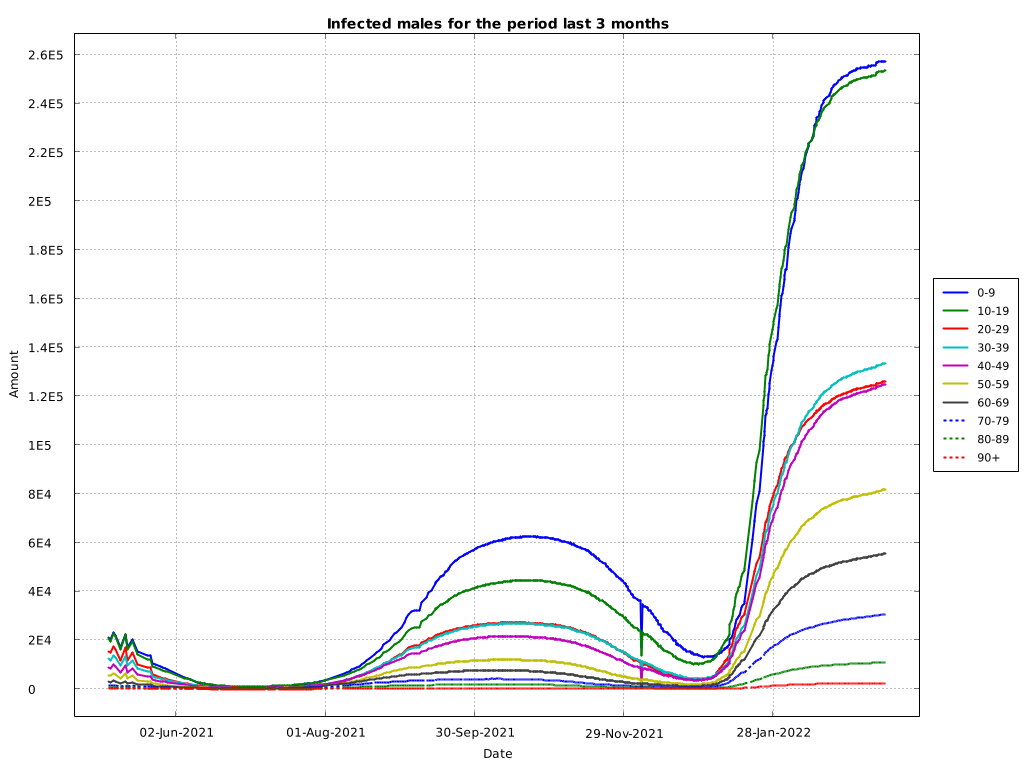 Infected males for the period last 3 months
2.6E5
2.4E5
2.2E5
2E5
1.8E5
1.6E5
1.4E5
1.2E5
1E5
8E4
6E4
4E4
2E4
0
Amount
02-Jun-2021 01-Aug-2021 30-Sep-2021 29-Nov-2021 28-Jan-2022
Date
0-9
10-19
20-29
30-39
40-49
50-59
60-69
70-79
80-89
90+